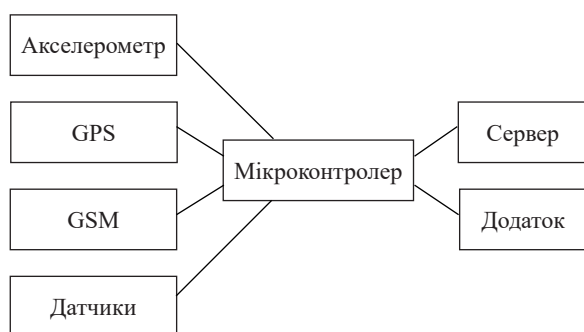 Акселерометр
GPS
GSM
Датчики
Мікроконтролер
Сервер
Додаток